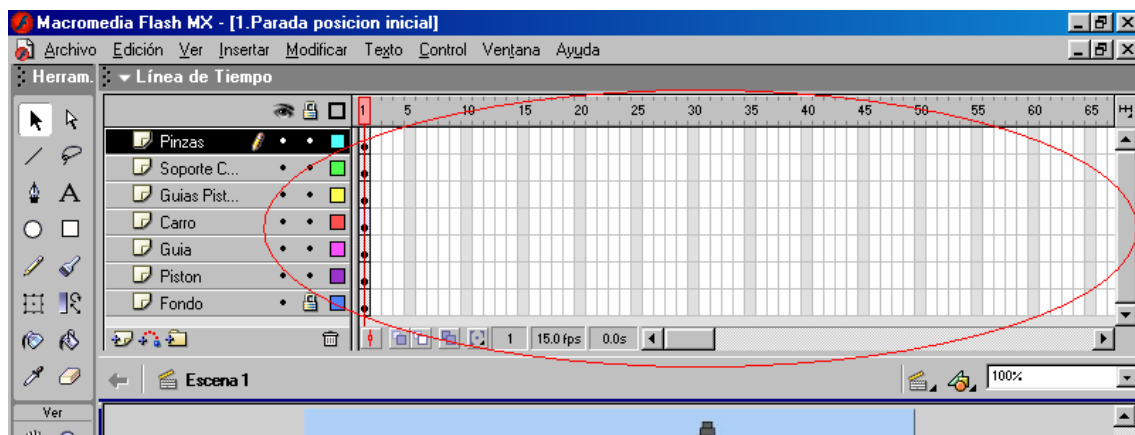 Macromedia Flash MX - [1.Parada posicion inicial]
Archivo Edición Ver Insertar Modificar Texto Control Ventana Ayuda
Herram. Línea de Tiempo
1 5 10 15 20 25 30 35 40 45 50 55 60 65
Pinzas
Soporte C...
Guias Pist...
Carro
Guia
Piston
Fondo
1 15.0 fps 0.0s
Escena 1 100%
Ver